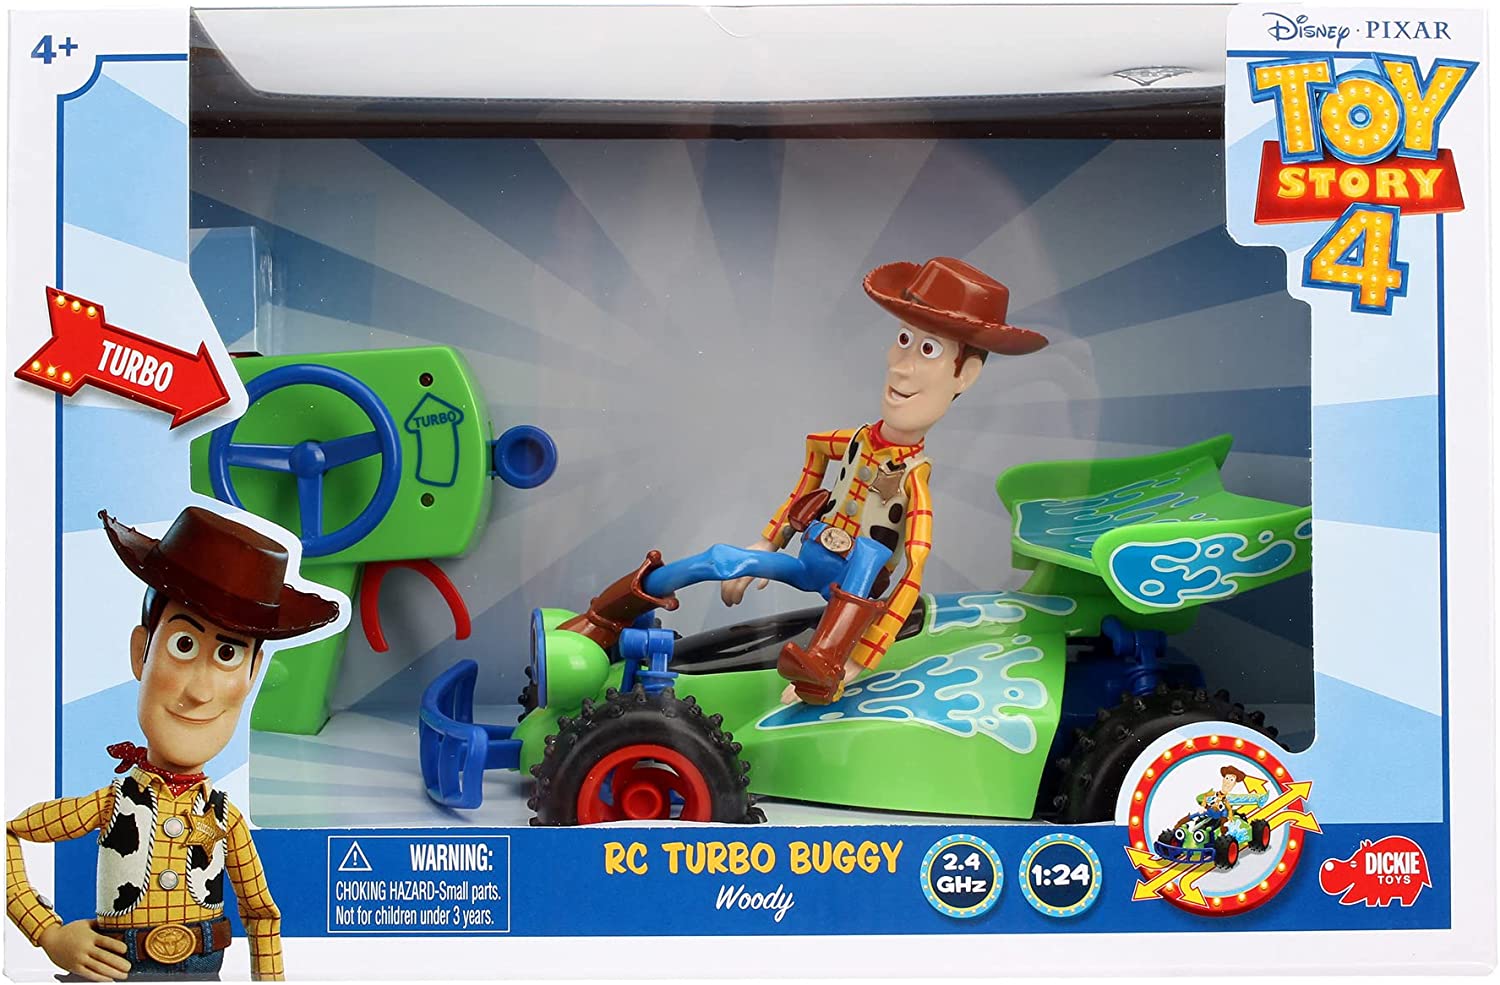 4+
Disney · PIXAR
TOY
STORY
4
TURBO
TURBO
WARNING:
CHOKING HAZARD-Small parts.
Not for children under 3 years.
RC TURBO BUGGY
Woody
2.4
GHz
1:24
DICKIE
TOYS